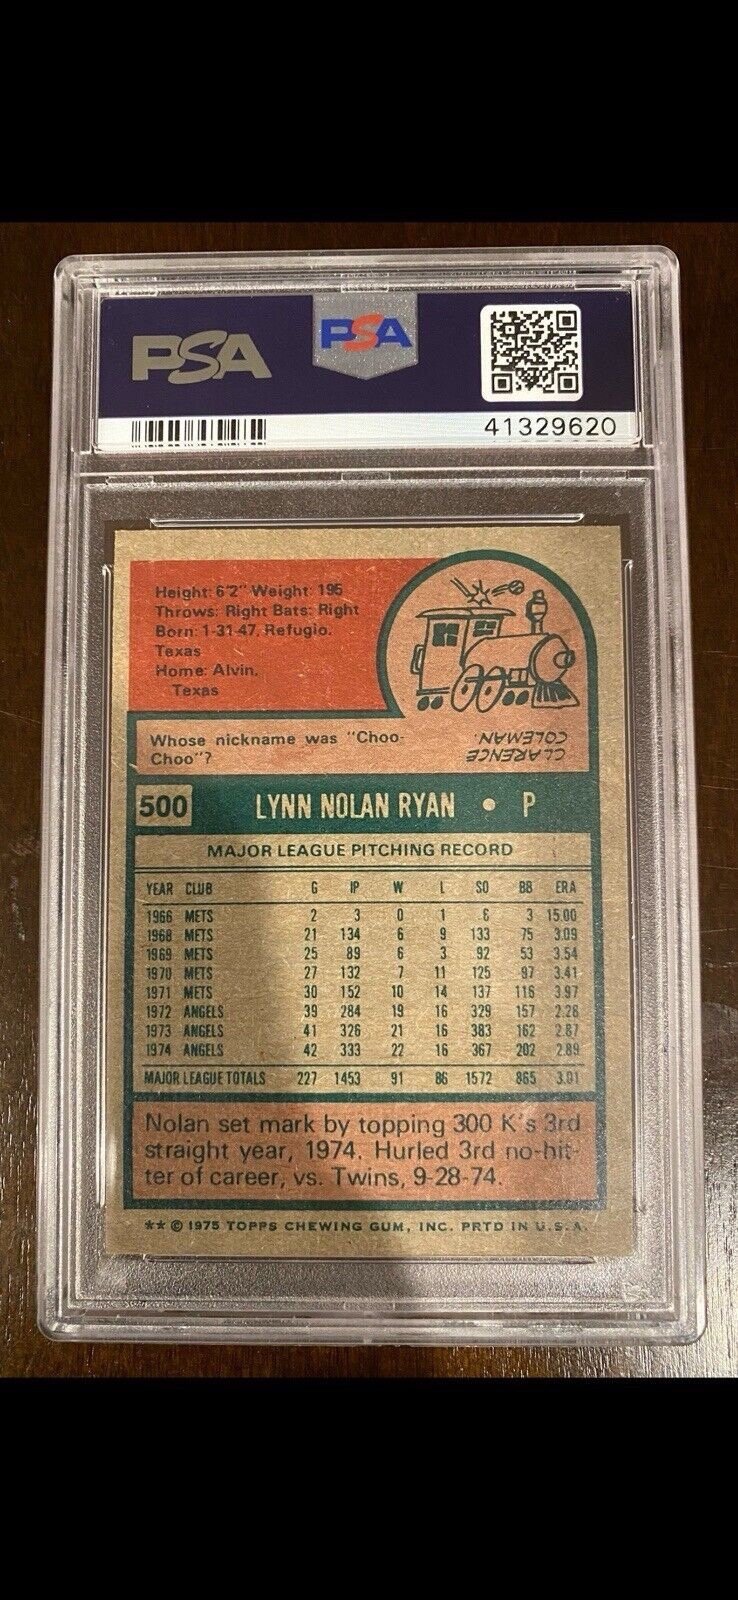 PSA
PSA
41329620
Height: 6'2" Weight: 195
Throws: Right Bats: Right
Born: 1-31-47, Refugio,
Texas
Home: Alvin,
Texas
Whose nickname was "Choo-
Choo"?
CLARENCE
COLEMAN.
500 LYNN NOLAN RYAN • P
MAJOR LEAGUE PITCHING RECORD
YEAR CLUB G IP W L SO BB ERA
1966 METS 2 3 0 1 6 3 15.00
1968 METS 21 134 6 9 133 75 3.09
1969 METS 25 89 6 3 92 53 3.54
1970 METS 27 132 7 11 125 97 3.41
1971 METS 30 152 10 14 137 116 3.97
1972 ANGELS 39 284 19 16 329 157 2.28
1973 ANGELS 41 326 21 16 383 162 2.87
1974 ANGELS 42 333 22 16 367 202 2.89
MAJOR LEAGUE TOTALS 227 1453 91 86 1572 865 3.01
Nolan set mark by topping 300 K's 3rd
straight year, 1974. Hurled 3rd no-hit-
ter of career, vs. Twins, 9-28-74.
** © 1975 TOPPS CHEWING GUM, INC. PRTD IN U.S.A.